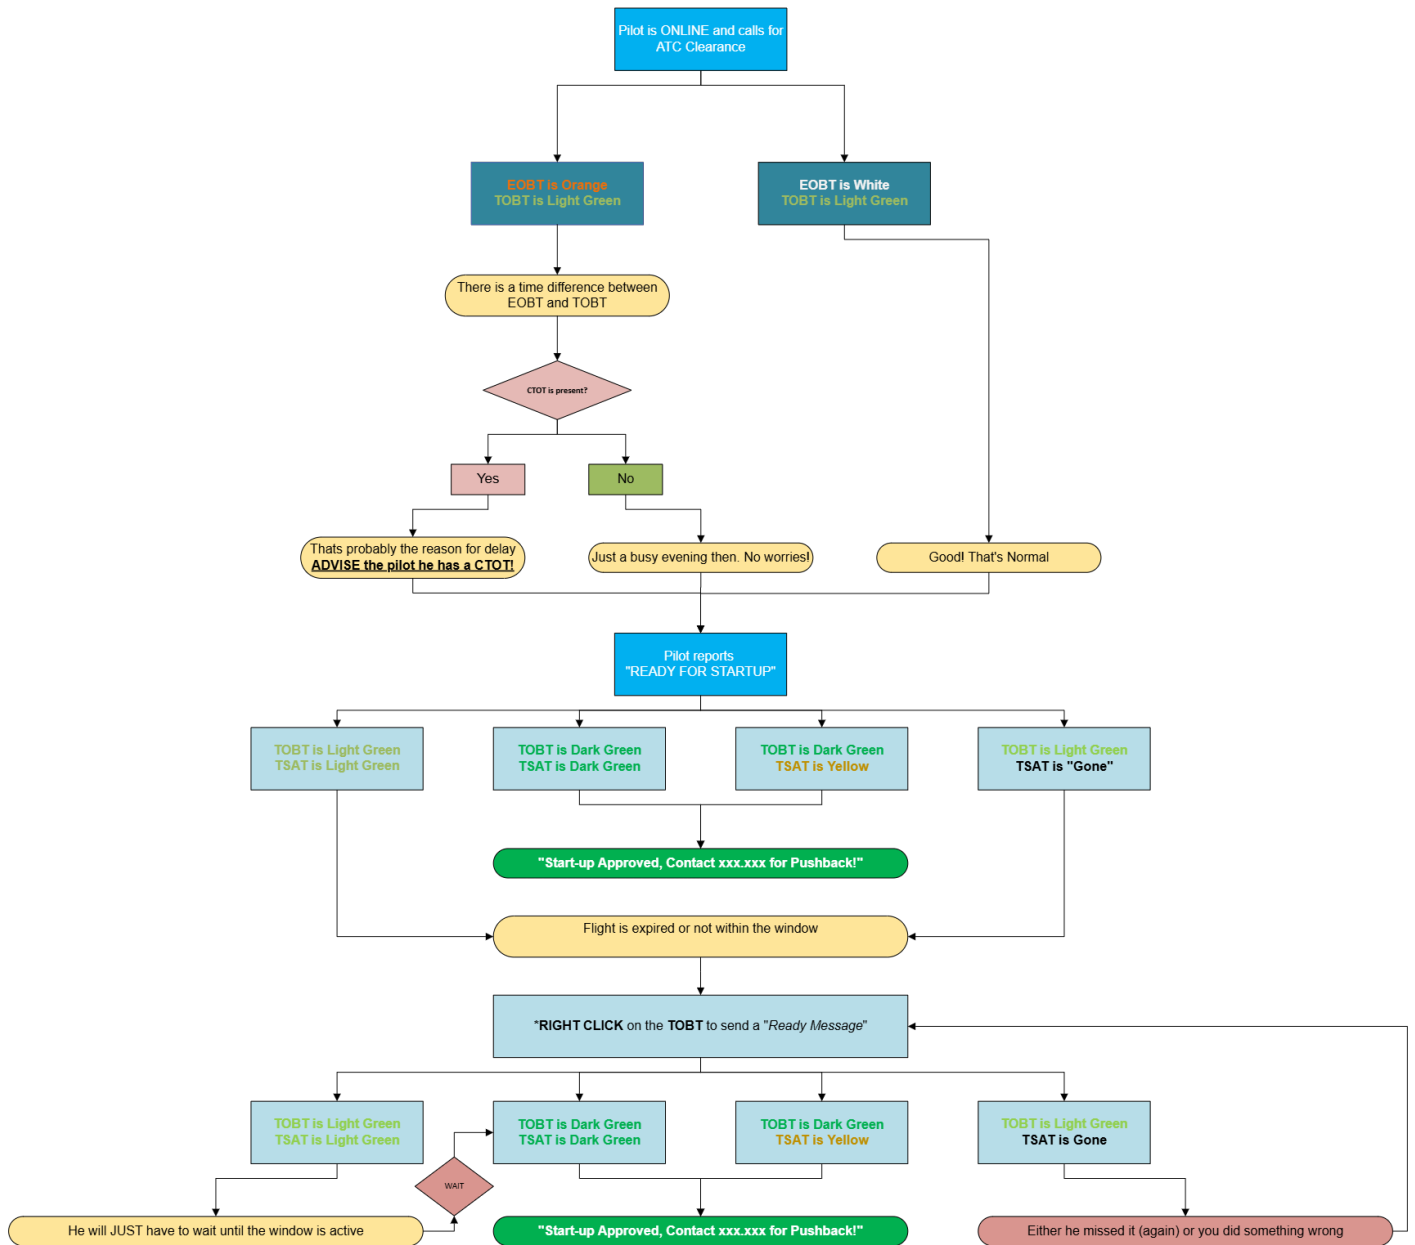 Pilot is ONLINE and calls for
ATC Clearance
EOBT is Orange
TOBT is Light Green
EOBT is White
TOBT is Light Green
There is a time difference between
EOBT and TOBT
CTOT is present?
Yes
No
Thats probably the reason for delay
ADVISE the pilot he has a CTOT!
Just a busy evening then. No worries!
Good! That's Normal
Pilot reports
"READY FOR STARTUP"
TOBT is Light Green
TSAT is Light Green
TOBT is Dark Green
TSAT is Dark Green
TOBT is Dark Green
TSAT is Yellow
TOBT is Light Green
TSAT is "Gone"
"Start-up Approved, Contact xxx.xxx for Pushback!"
Flight is expired or not within the window
*RIGHT CLICK on the TOBT to send a "Ready Message"
TOBT is Light Green
TSAT is Light Green
TOBT is Dark Green
TSAT is Dark Green
TOBT is Dark Green
TSAT is Yellow
TOBT is Light Green
TSAT is Gone
WAIT
He will JUST have to wait until the window is active
"Start-up Approved, Contact xxx.xxx for Pushback!"
Either he missed it (again) or you did something wrong